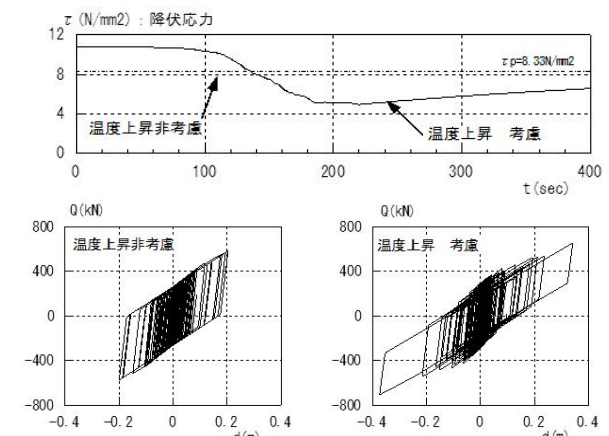 τ (N/mm2) : 降伏応力
12
8
4
0
τp=8.33N/mm2
温度上昇非考慮
温度上昇 考慮
0 100 200 300 400
t(sec)
Q(kN)
温度上昇非考慮
800
400
0
-400
-800
-0.4 -0.2 0 0.2 0.4
d(m)
Q(kN)
温度上昇 考慮
800
400
0
-400
-800
-0.4 -0.2 0 0.2 0.4
d(m)